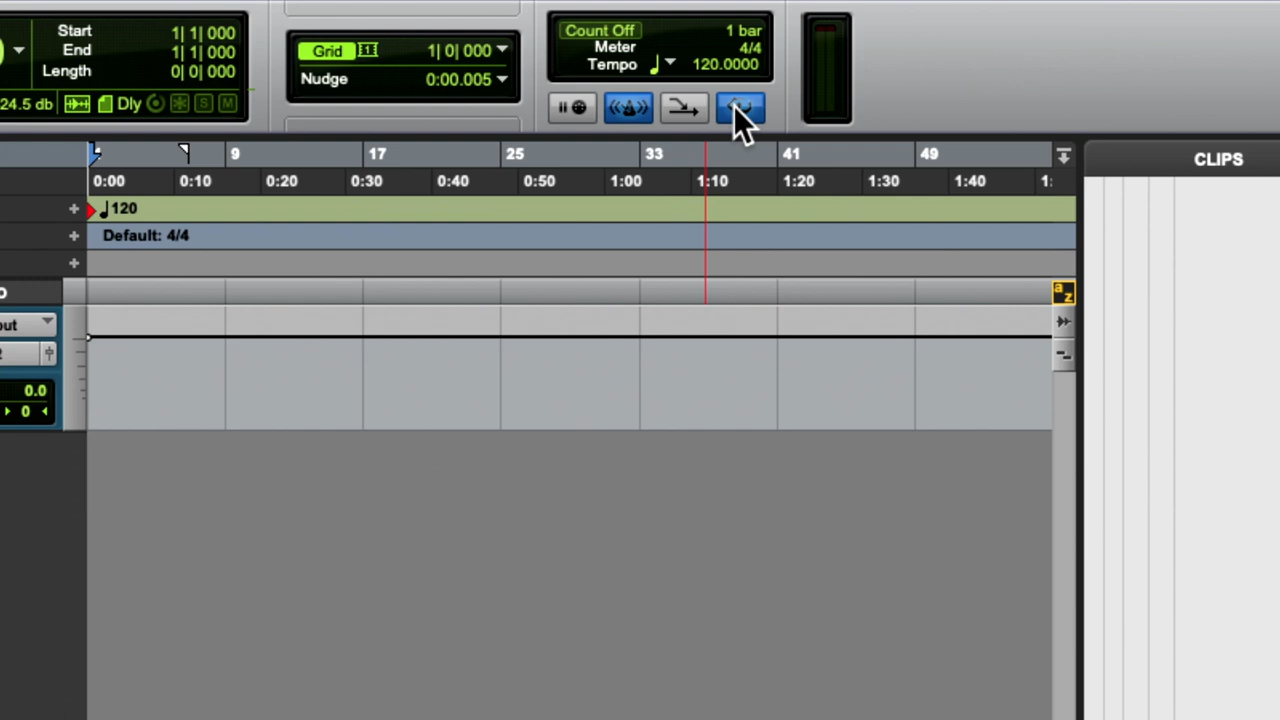 Start 1| 1| 000
End 1| 1| 000
Length 0| 0| 000
24.5 db Dly S M
Grid 1| 0| 000
Nudge 0:00.005
Count Off 1 bar
Meter 4/4
Tempo 120.0000
9 17 25 33 41 49
0:00 0:10 0:20 0:30 0:40 0:50 1:00 1:10 1:20 1:30 1:40 1:
120
Default: 4/4
CLIPS
O
a z
out
2
0.0
0